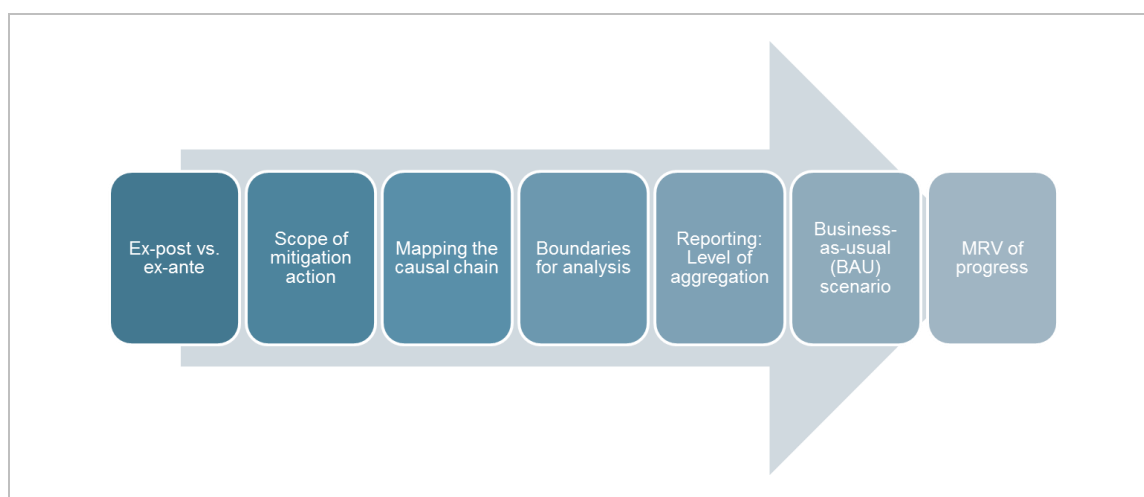 Ex-post vs.
ex-ante
Scope of
mitigation
action
Mapping the
causal chain
Boundaries
for analysis
Reporting:
Level of
aggregation
Business-
as-usual
(BAU)
scenario
MRV of
progress